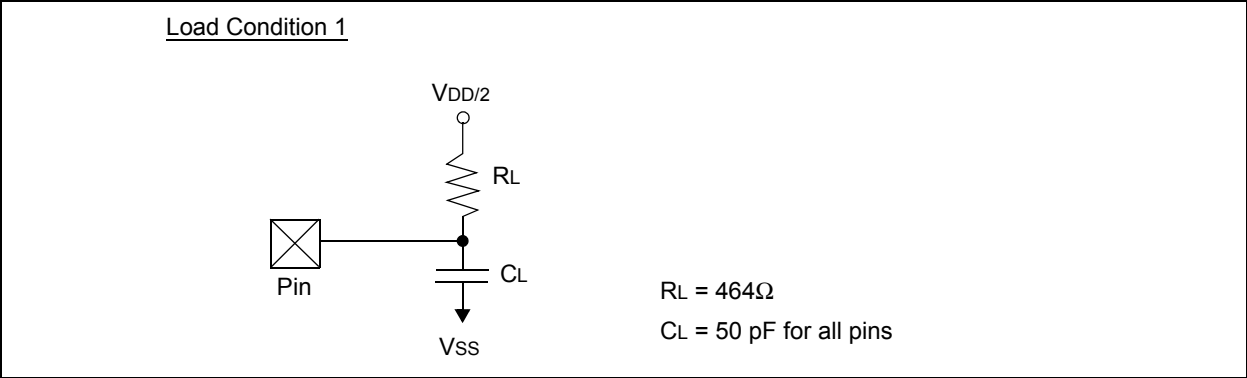 Load Condition 1
VDD/2
RL
Pin
CL
VSS
RL = 464Ω
CL = 50 pF for all pins